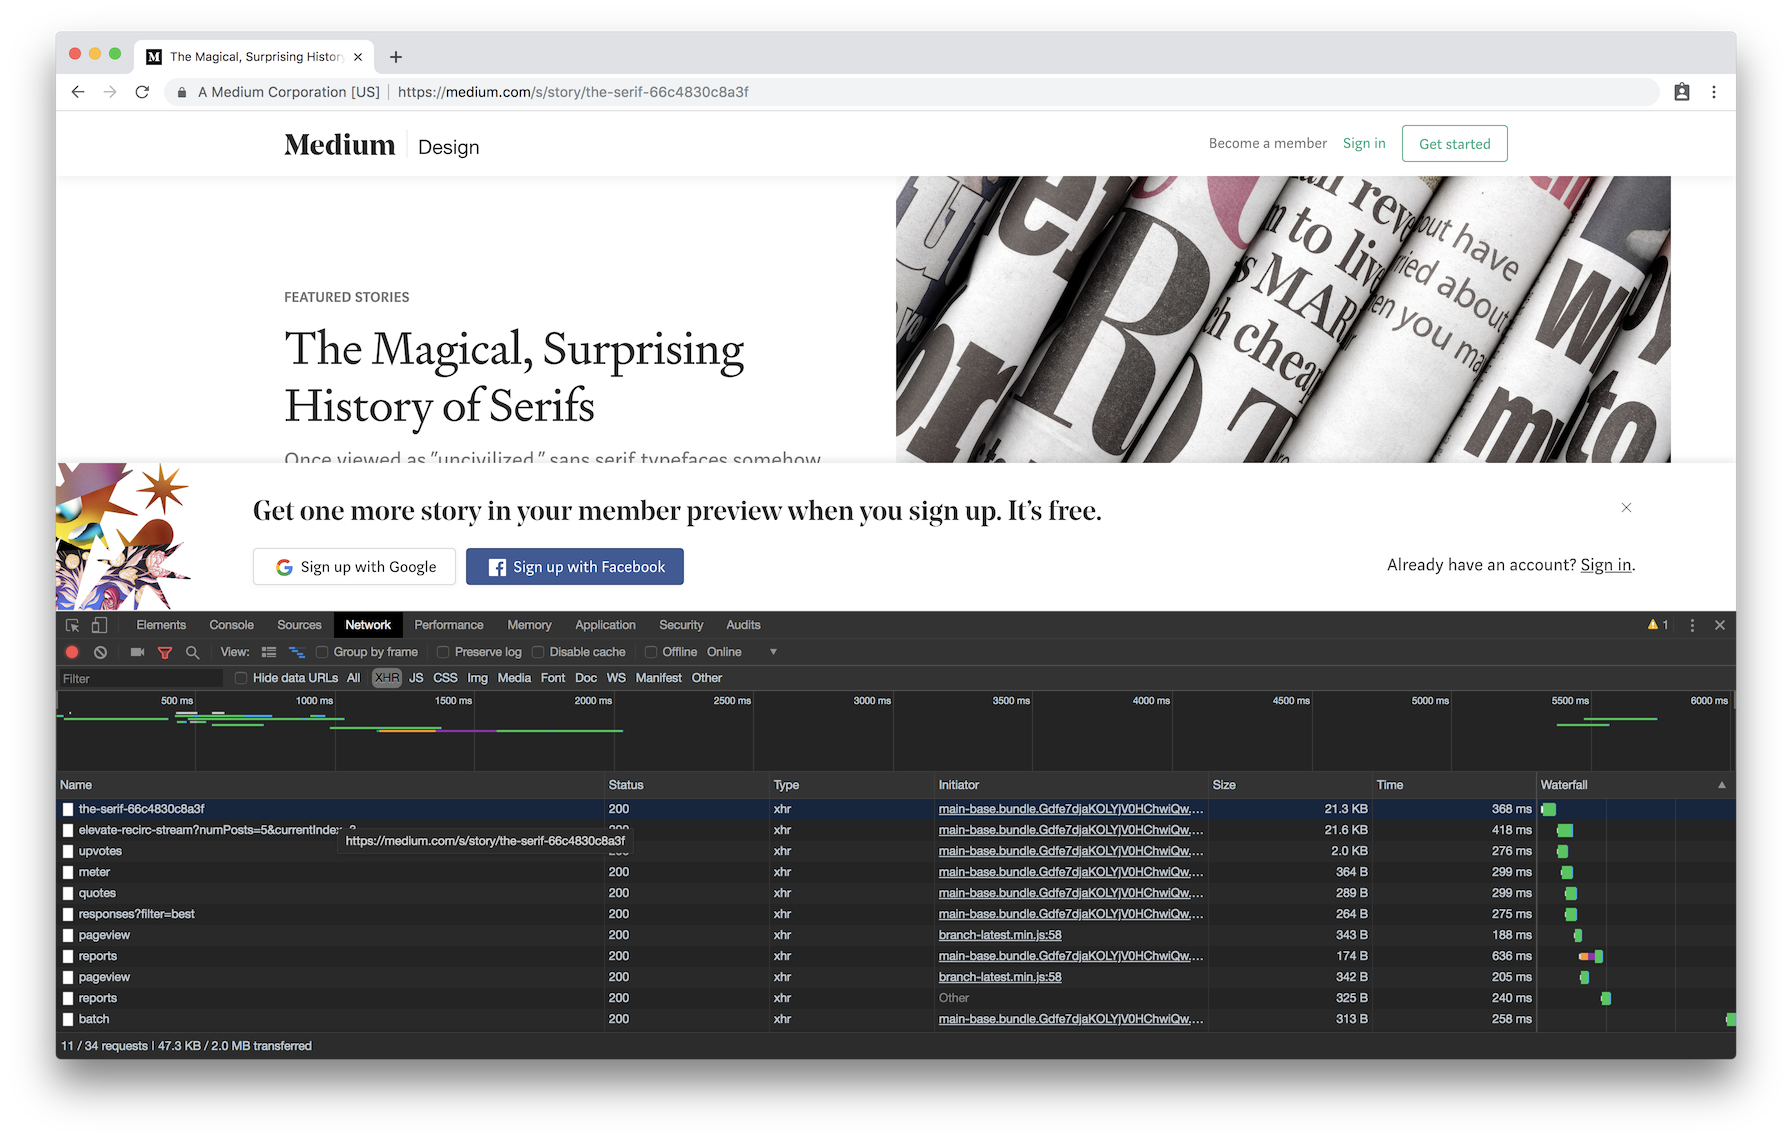 The Magical, Surprising History
A Medium Corporation [US] | https://medium.com/s/story/the-serif-66c4830c8a3f
Medium Design
Become a member Sign in Get started
FEATURED STORIES
The Magical, Surprising
History of Serifs
Once viewed as "uncivilized," sans serif typefaces somehow
Get one more story in your member preview when you sign up. It’s free.
Sign up with Google Sign up with Facebook
Already have an account? Sign in.
Elements Console Sources Network Performance Memory Application Security Audits 1
View: Group by frame Preserve log Disable cache Offline Online
Filter Hide data URLs All XHR JS CSS Img Media Font Doc WS Manifest Other
500 ms 1000 ms 1500 ms 2000 ms 2500 ms 3000 ms 3500 ms 4000 ms 4500 ms 5000 ms 5500 ms 6000 ms
Name Status Type Initiator Size Time Waterfall
the-serif-66c4830c8a3f 200 xhr main-base.bundle.Gdfe7djaKOLYjV0HChwiQw.… 21.3 KB 368 ms
elevate-recirc-stream?numPosts=5&currentIndex=3 200 xhr main-base.bundle.Gdfe7djaKOLYjV0HChwiQw.… 21.6 KB 418 ms
https://medium.com/s/story/the-serif-66c4830c8a3f
upvotes 200 xhr main-base.bundle.Gdfe7djaKOLYjV0HChwiQw.… 2.0 KB 276 ms
meter 200 xhr main-base.bundle.Gdfe7djaKOLYjV0HChwiQw.… 364 B 299 ms
quotes 200 xhr main-base.bundle.Gdfe7djaKOLYjV0HChwiQw.… 289 B 299 ms
responses?filter=best 200 xhr main-base.bundle.Gdfe7djaKOLYjV0HChwiQw.… 264 B 275 ms
pageview 200 xhr branch-latest.min.js:58 343 B 188 ms
reports 200 xhr main-base.bundle.Gdfe7djaKOLYjV0HChwiQw.… 174 B 636 ms
pageview 200 xhr branch-latest.min.js:58 342 B 205 ms
reports 200 xhr Other 325 B 240 ms
batch 200 xhr main-base.bundle.Gdfe7djaKOLYjV0HChwiQw.… 313 B 258 ms
11 / 34 requests | 47.3 KB / 2.0 MB transferred